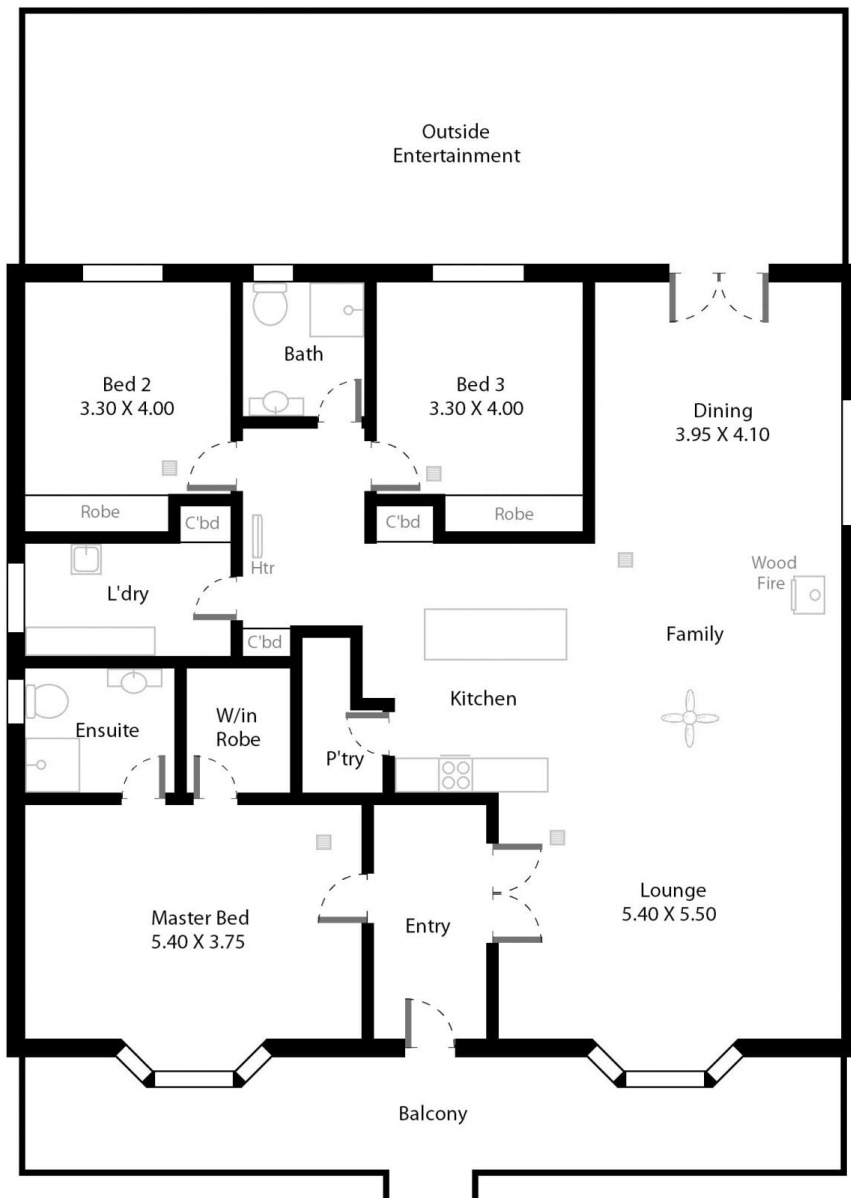 Outside
Entertainment
Bath
Bed 2
3.30 X 4.00
Bed 3
3.30 X 4.00
Dining
3.95 X 4.10
Robe
C'bd
C'bd
Robe
Htr
L'dry
Wood
Fire
Family
C'bd
Kitchen
Ensuite
W/in
Robe
P'try
Master Bed
5.40 X 3.75
Entry
Lounge
5.40 X 5.50
Balcony